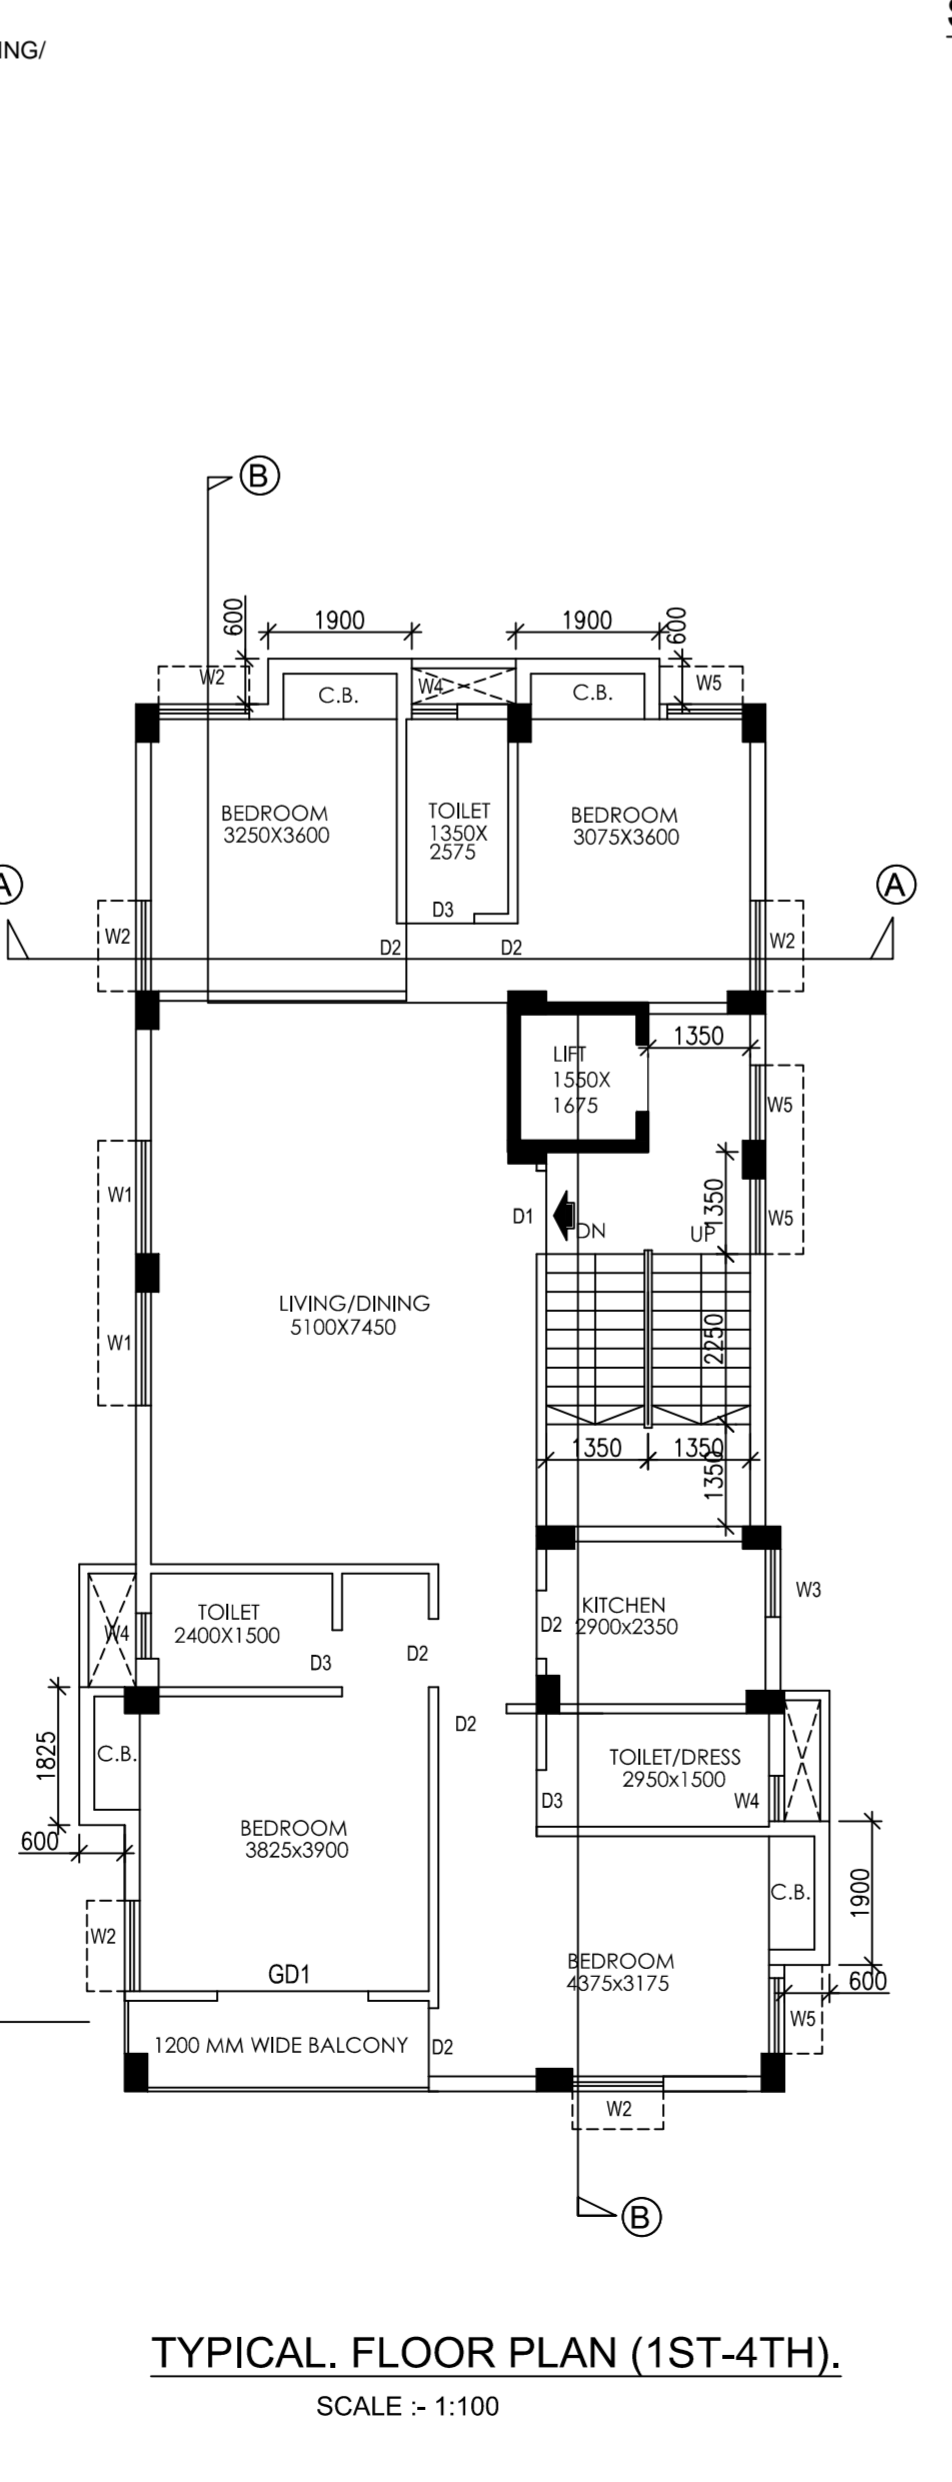 ING/
B
600
1900
1900
600
W2
C.B.
W4
C.B.
W5
BEDROOM
3250X3600
TOILET
1350X
2575
BEDROOM
3075X3600
A
A
D3
W2
D2
D2
W2
LIFT
1550X
1675
1350
W5
W1
1350
D1
DN
UP
W5
LIVING/DINING
5100X7450
W1
2250
1350
1350
1350
KITCHEN
2900x2350
W3
TOILET
2400X1500
W4
D3
D2
D2
D2
1825
C.B.
TOILET/DRESS
2950x1500
D3
W4
BEDROOM
3825x3900
600
C.B.
1900
W2
GD1
BEDROOM
4375x3175
600
W5
1200 MM WIDE BALCONY
D2
W2
B
TYPICAL. FLOOR PLAN (1ST-4TH).
SCALE :- 1:100